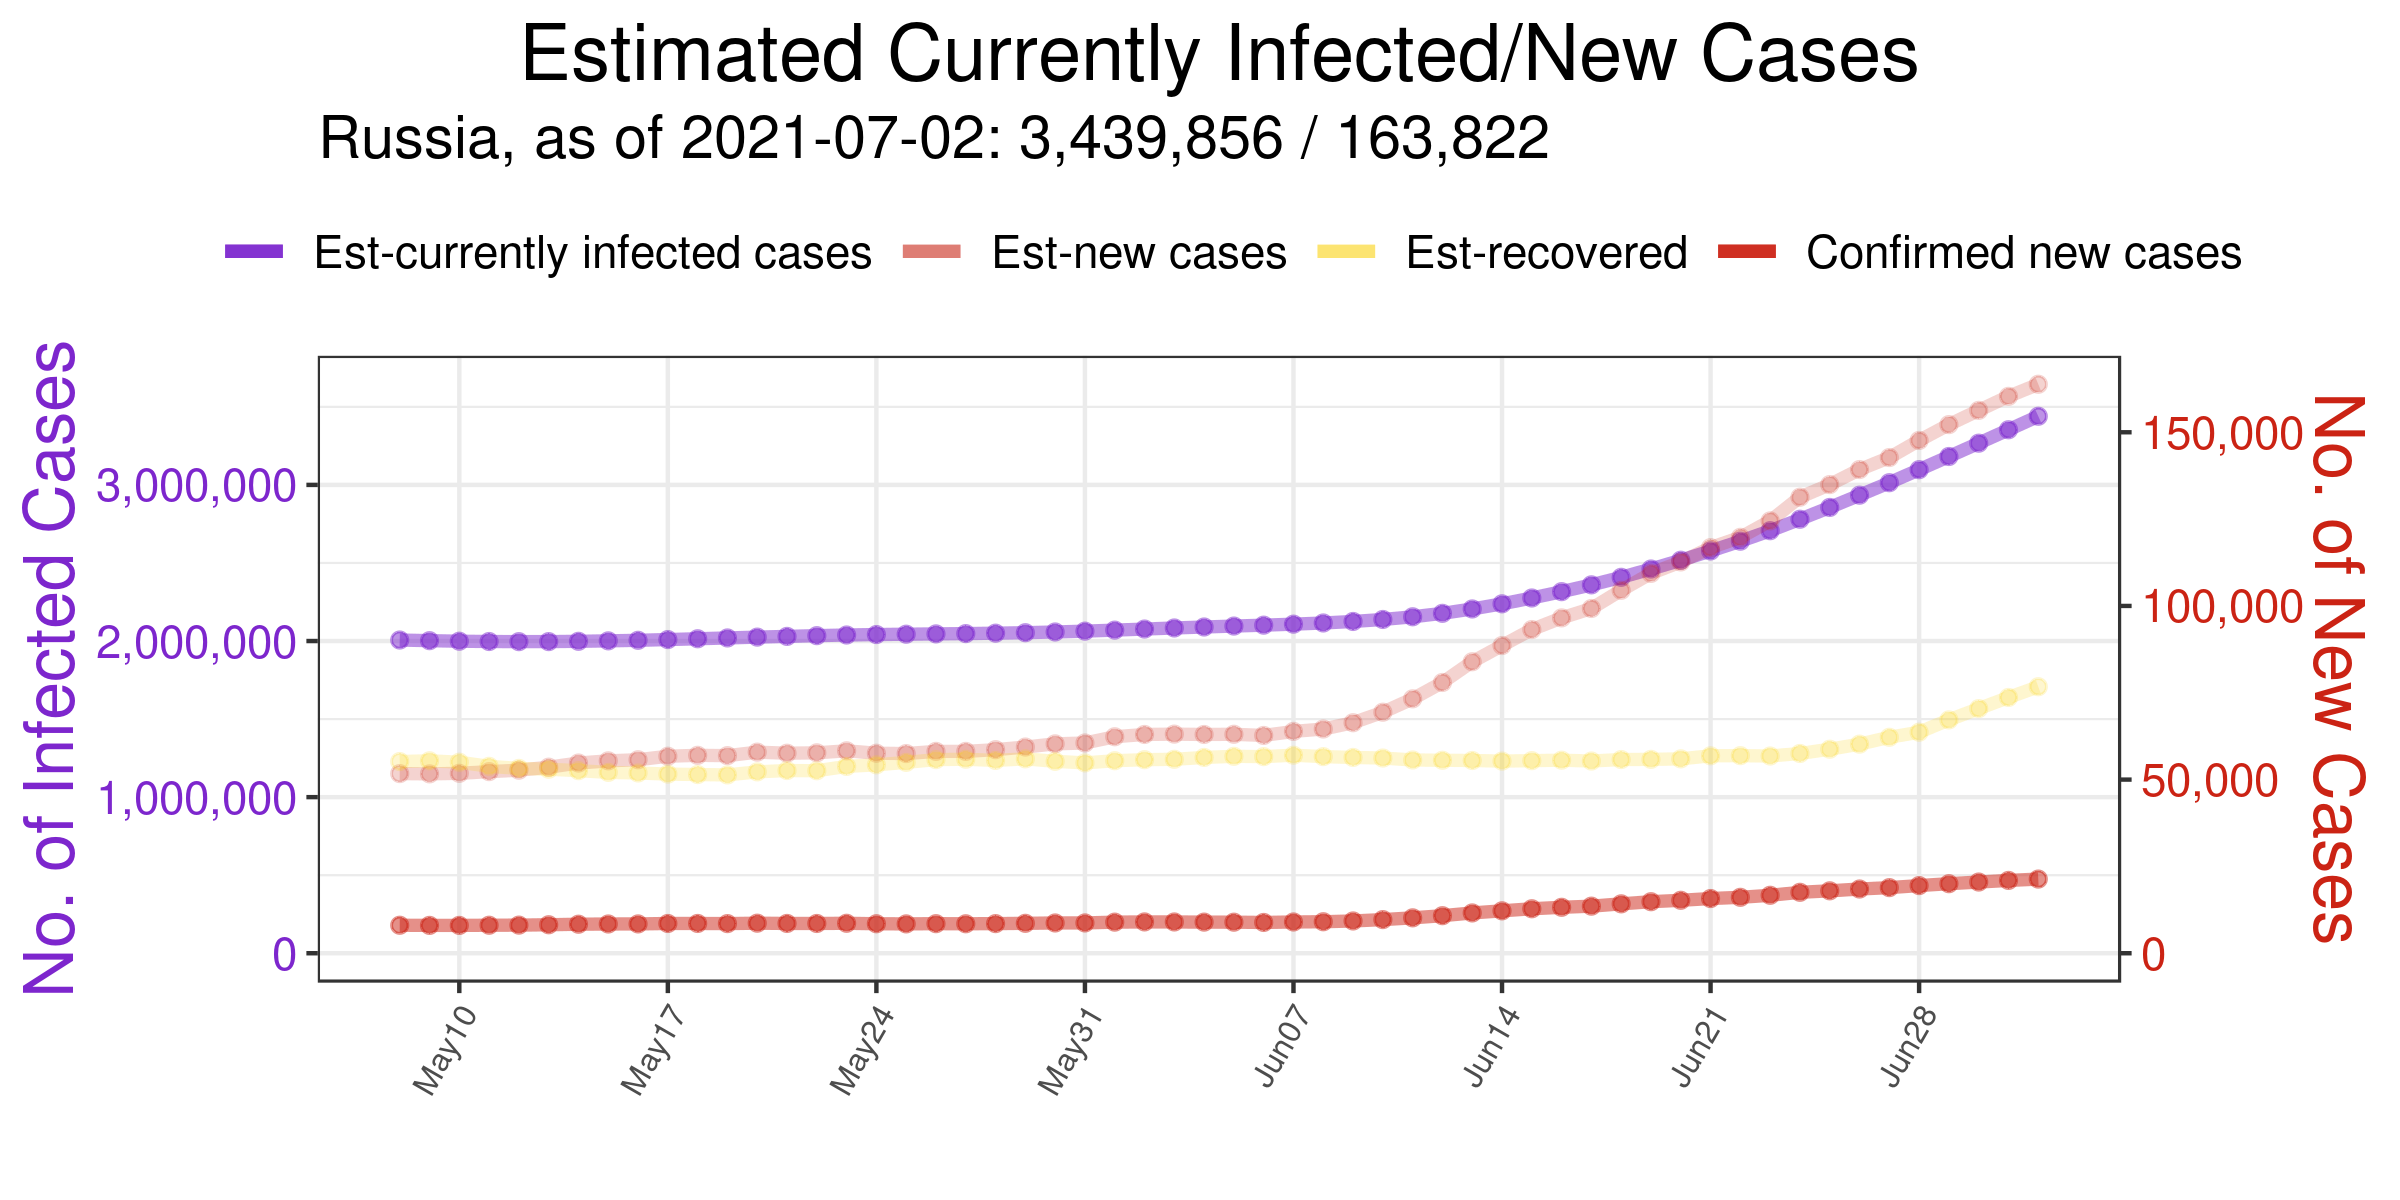 Estimated Currently Infected/New Cases
Russia, as of 2021-07-02: 3,439,856 / 163,822
Est-currently infected cases Est-new cases Est-recovered Confirmed new cases
No. of Infected Cases
3,000,000
2,000,000
1,000,000
0
150,000
100,000
50,000
0
No. of New Cases
May10 May17 May24 May31 Jun07 Jun14 Jun21 Jun28